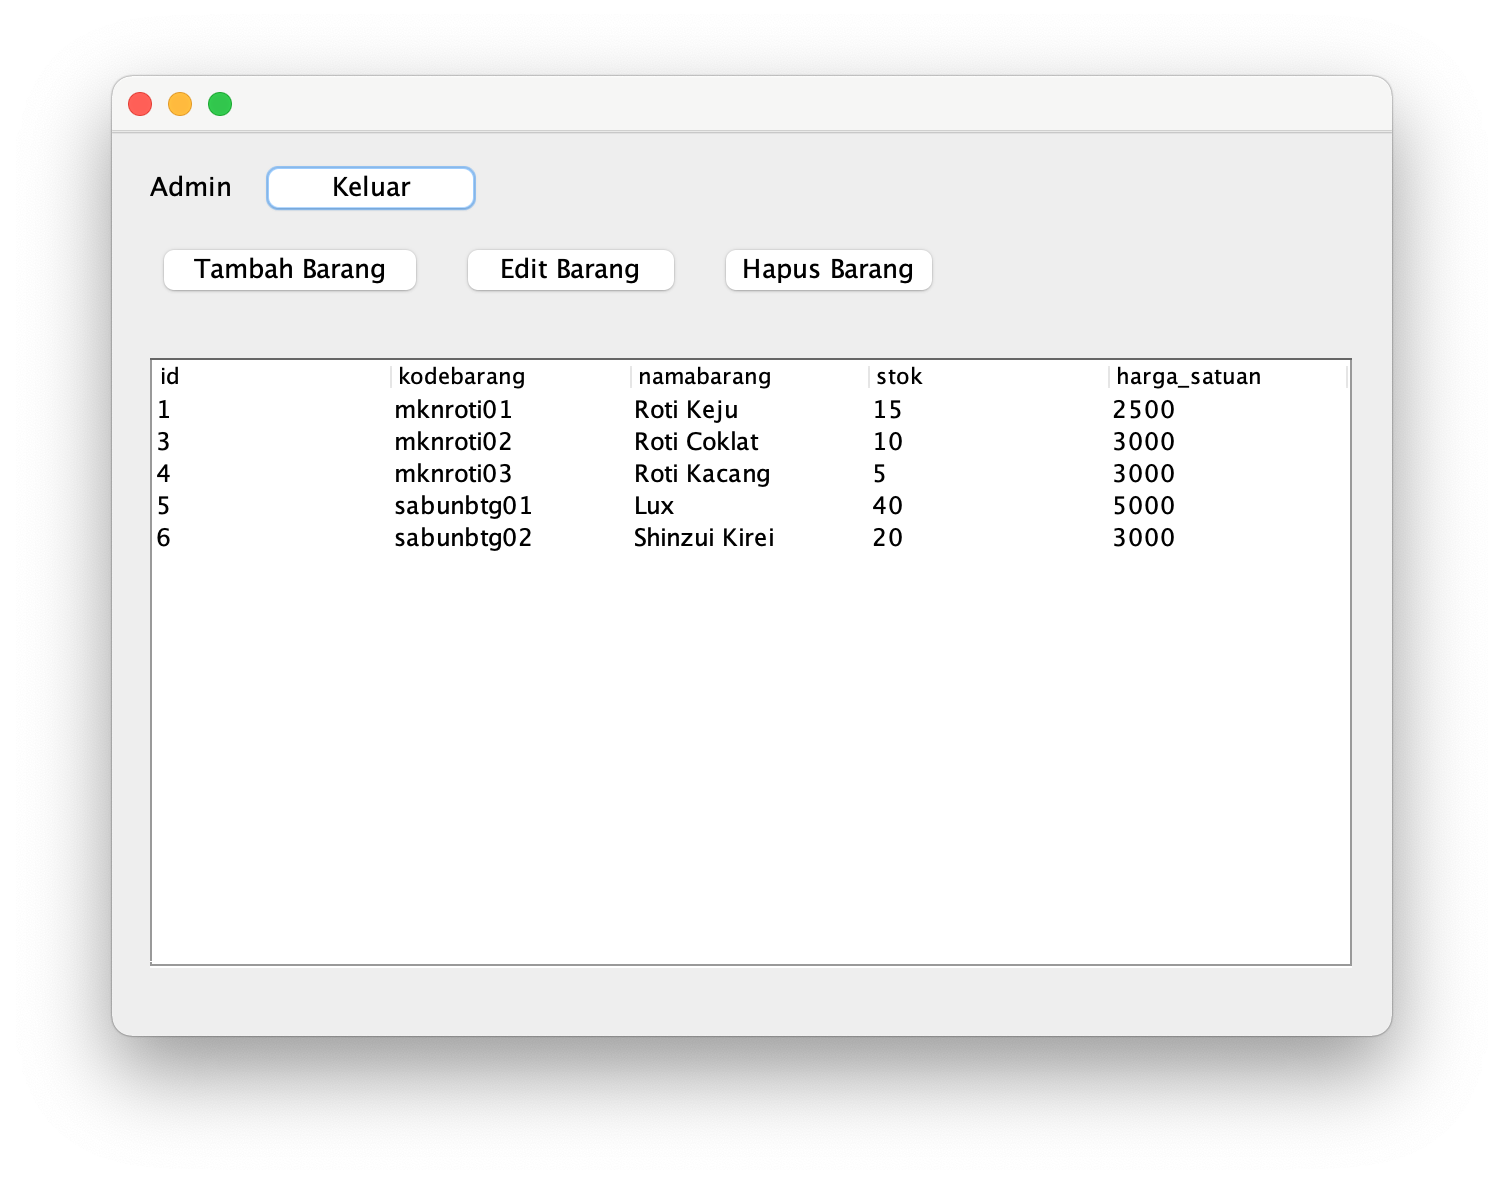 Admin Keluar
Tambah Barang Edit Barang Hapus Barang
id kodebarang namabarang stok harga_satuan
1 mknroti01 Roti Keju 15 2500
3 mknroti02 Roti Coklat 10 3000
4 mknroti03 Roti Kacang 5 3000
5 sabunbtg01 Lux 40 5000
6 sabunbtg02 Shinzui Kirei 20 3000